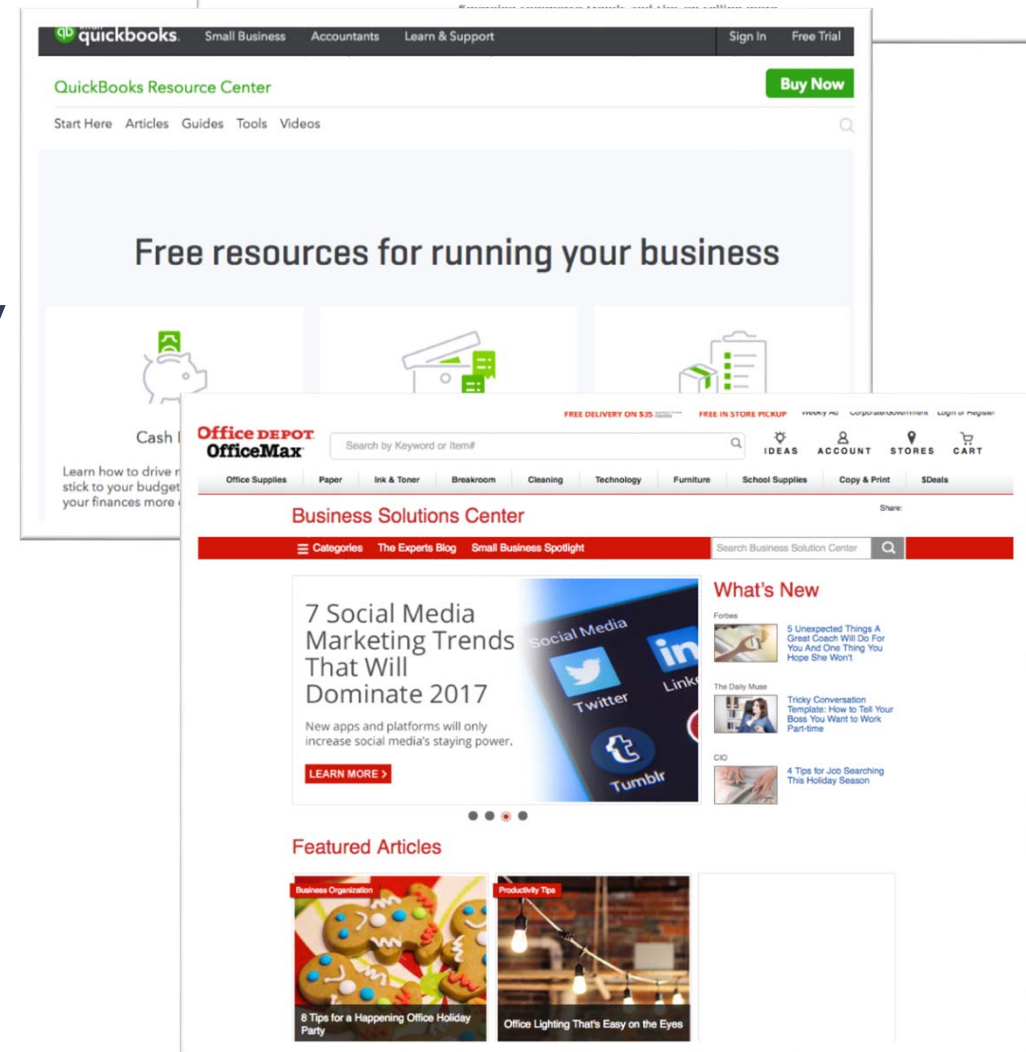 quickbooks. Small Business Accountants Learn & Support Sign In Free Trial
QuickBooks Resource Center Buy Now
Start Here Articles Guides Tools Videos
Free resources for running your business
Cash
Learn how to drive
stick to your budget
your finances more
FREE DELIVERY ON $35 FREE IN STORE PICKUP Weekly Ad Corporate/Government Login or Register
Office DEPOT
OfficeMax
Search by Keyword or Item#
IDEAS ACCOUNT STORES CART
Office Supplies Paper Ink & Toner Breakroom Cleaning Technology Furniture School Supplies Copy & Print $Deals
Business Solutions Center Share:
Categories The Experts Blog Small Business Spotlight Search Business Solution Center
7 Social Media
Marketing Trends
That Will
Dominate 2017
New apps and platforms will only
increase social media's staying power.
LEARN MORE >
Social Media
Twitter
in
Linke
t
Tumblr
What's New
Forbes
5 Unexpected Things A
Great Coach Will Do For
You And One Thing You
Hope She Won't
The Daily Muse
Tricky Conversation
Template: How to Tell Your
Boss You Want to Work
Part-time
CIO
4 Tips for Job Searching
This Holiday Season
Featured Articles
Business Organization
8 Tips for a Happening Office Holiday
Party
Productivity Tips
Office Lighting That's Easy on the Eyes